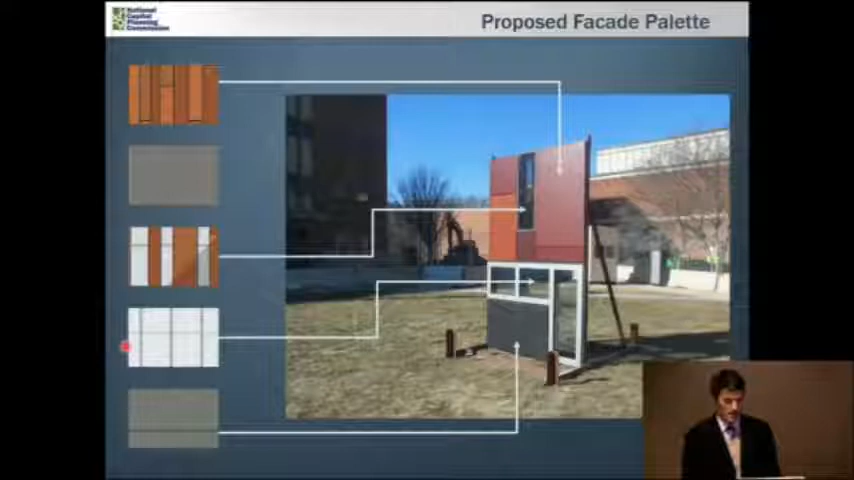 National
Capital
Planning
Commission
Proposed Facade Palette